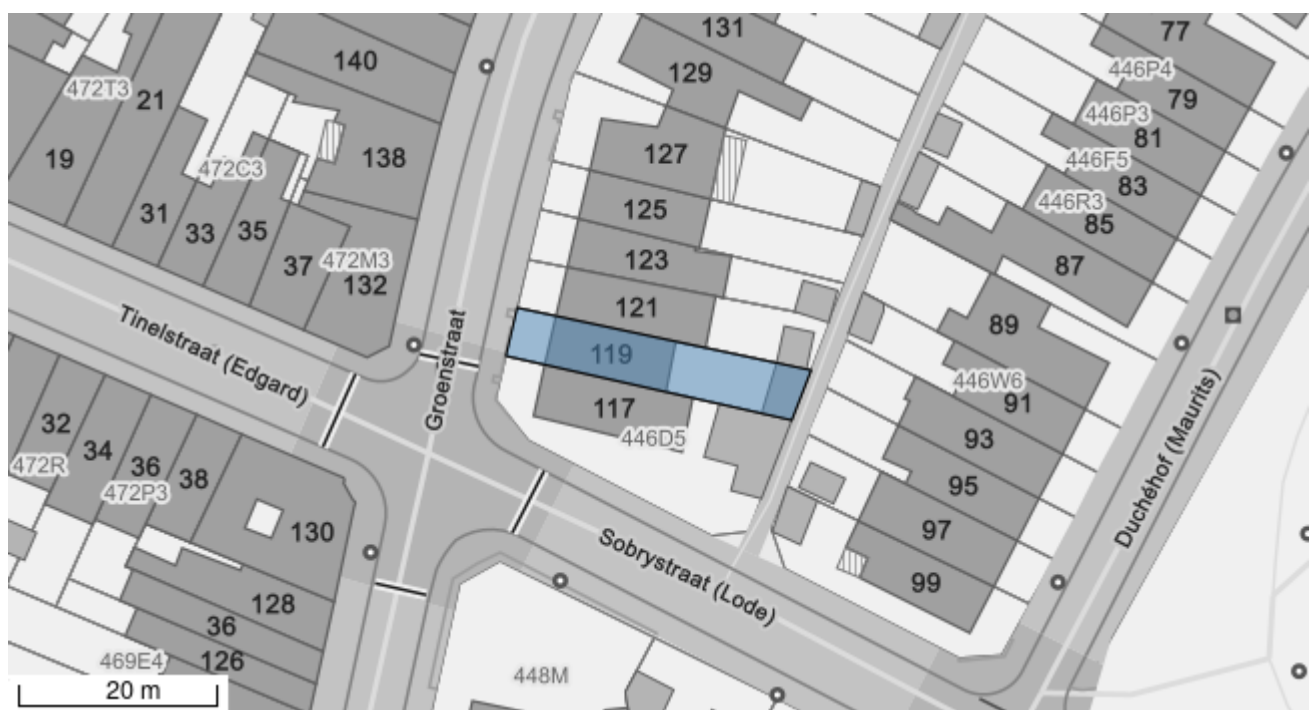 77
446P4
131
129
140
79
446P3
81
472T3
21
127
446F5
83
138
472C3
19
446R3
85
125
31
33
35
87
37
472M3
123
132
121
89
Tinelstraat (Edgard)
Groenstraat
119
446W6
91
Duchéhof (Maurits)
117
446D5
93
32
34
36
38
472R
472P3
95
97
130
Sobrystraat (Lode)
99
128
36
126
469E4
448M
20 m